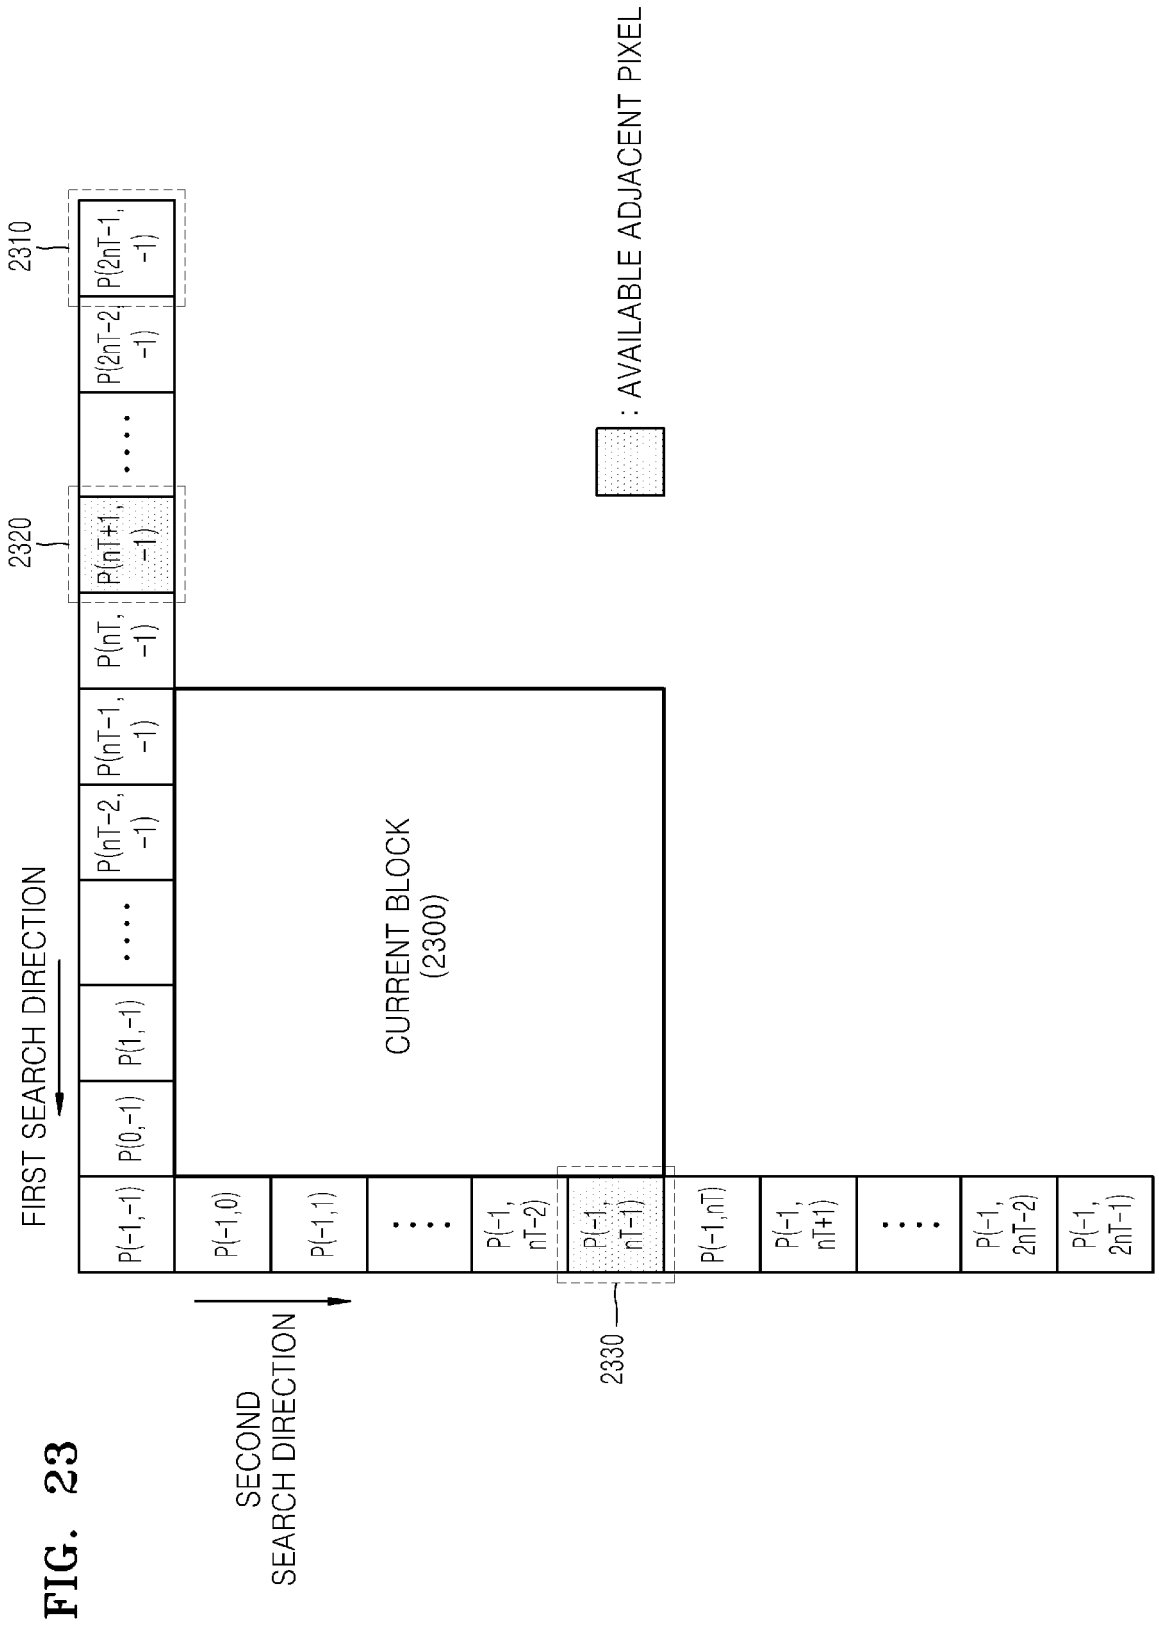 FIG. 23
FIRST SEARCH DIRECTION
2320
2310
P(-1,-1)
P(0,-1)
P(1,-1)
....
P(nT-2,
-1)
P(nT-1,
-1)
P(nT,
-1)
P(nT+1,
-1)
....
P(2nT-2,
-1)
P(2nT-1,
-1)
SECOND
SEARCH DIRECTION
P(-1,0)
P(-1,1)
....
P(-1,
nT-2)
P(-1,
nT-1)
2330
P(-1,nT)
P(-1,
nT+1)
....
P(-1,
2nT-2)
P(-1,
2nT-1)
CURRENT BLOCK
(2300)
: AVAILABLE ADJACENT PIXEL